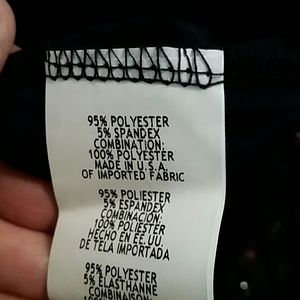 95% POLYESTER
5% SPANDEX
COMBINATION:
100% POLYESTER
MADE IN U.S.A.
OF IMPORTED FABRIC
95% POLIESTER
5% ESPANDEX
COMBINACION:
100% POLIESTER
HECHO EN EE.UU.
DE TELA IMPORTADA
95% POLYESTER
5% ELASTHANNE
COMBINAISON: